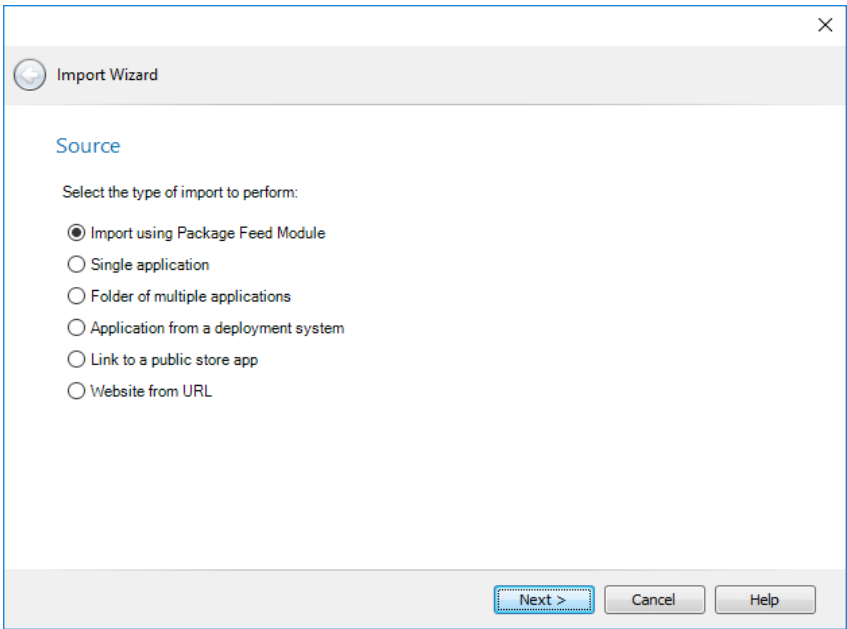 Import Wizard
Source
Select the type of import to perform:
Import using Package Feed Module
Single application
Folder of multiple applications
Application from a deployment system
Link to a public store app
Website from URL
Next > Cancel Help